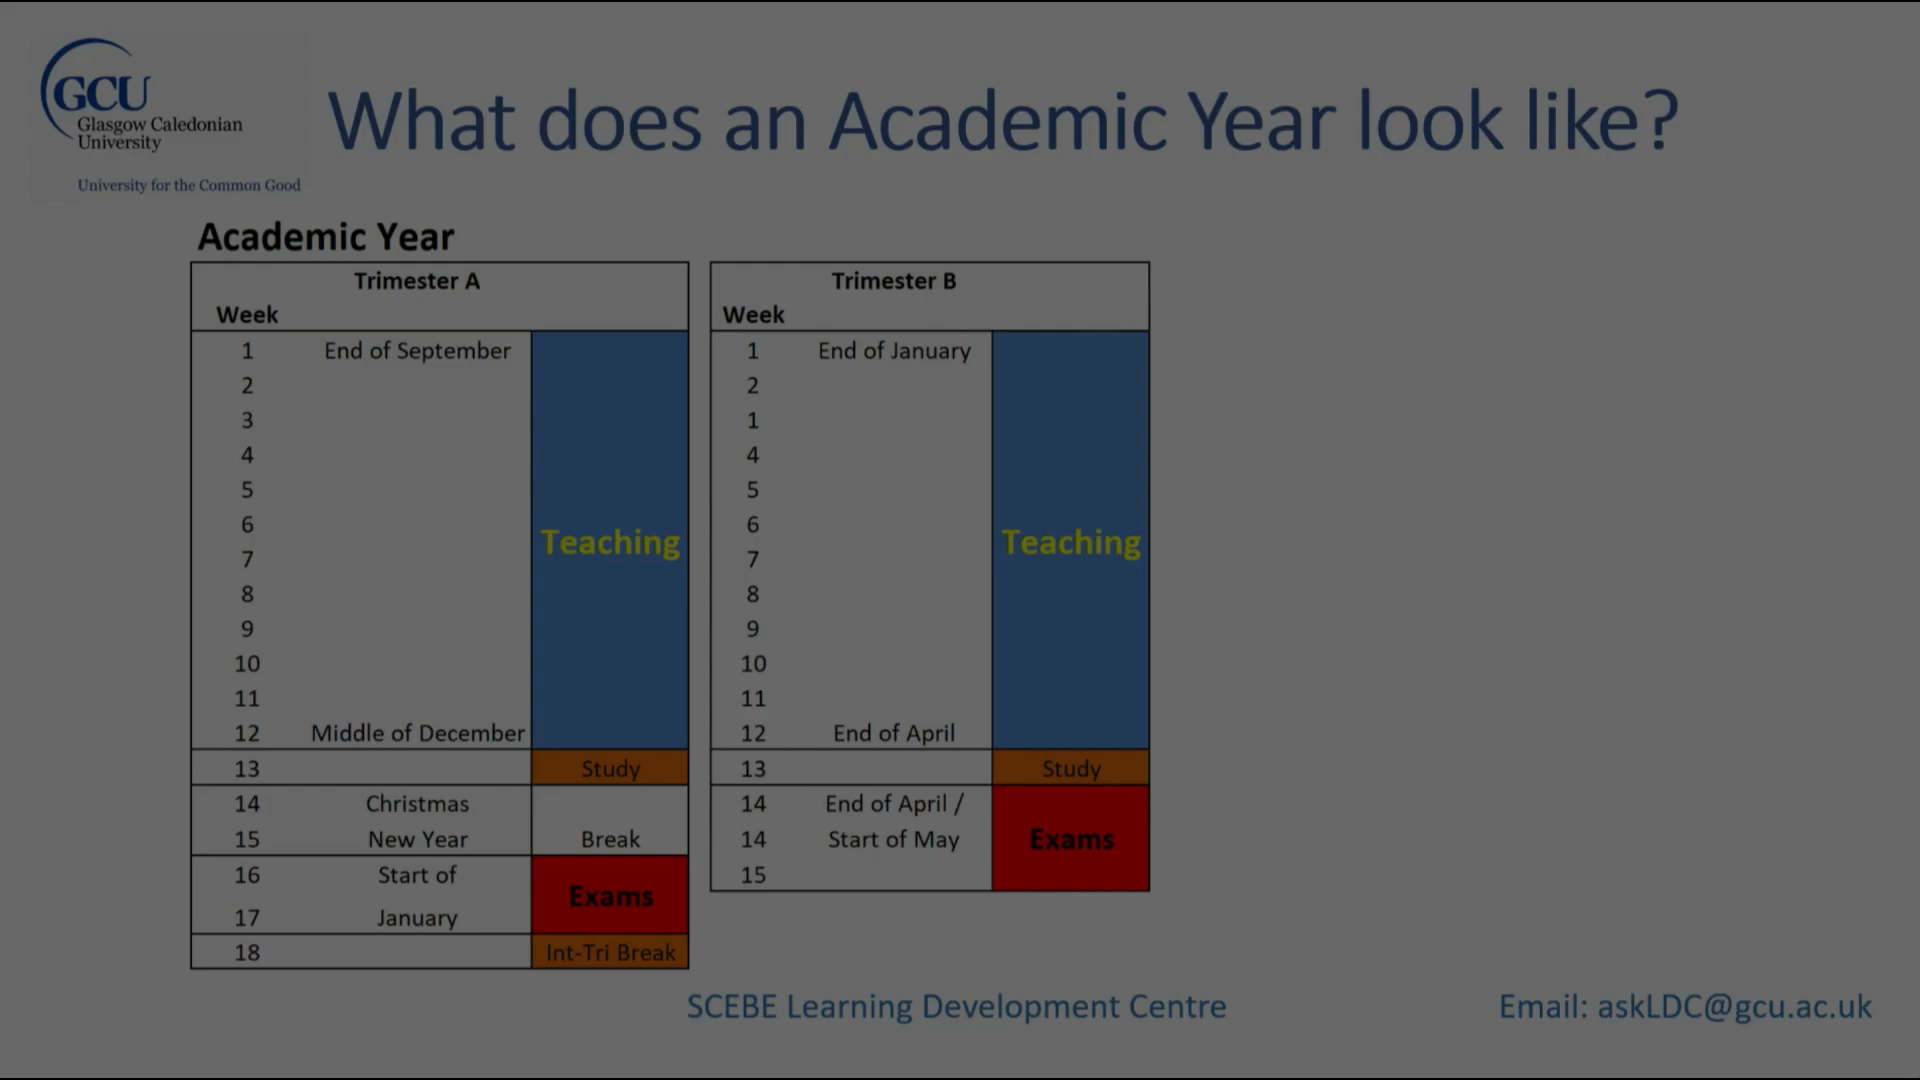 GCU
Glasgow Caledonian
University
University for the Common Good
What does an Academic Year look like?
Academic Year
Trimester A
Week
1 End of September
2
3
4
5
6
7
8
9
10
11
12 Middle of December
Teaching
13 Study
14 Christmas
15 New Year Break
16 Start of
17 January
Exams
18 Int-Tri Break
Trimester B
Week
1 End of January
2
1
4
5
6
7
8
9
10
11
12 End of April
Teaching
13 Study
14 End of April /
14 Start of May
15
Exams
SCEBE Learning Development Centre
Email: askLDC@gcu.ac.uk